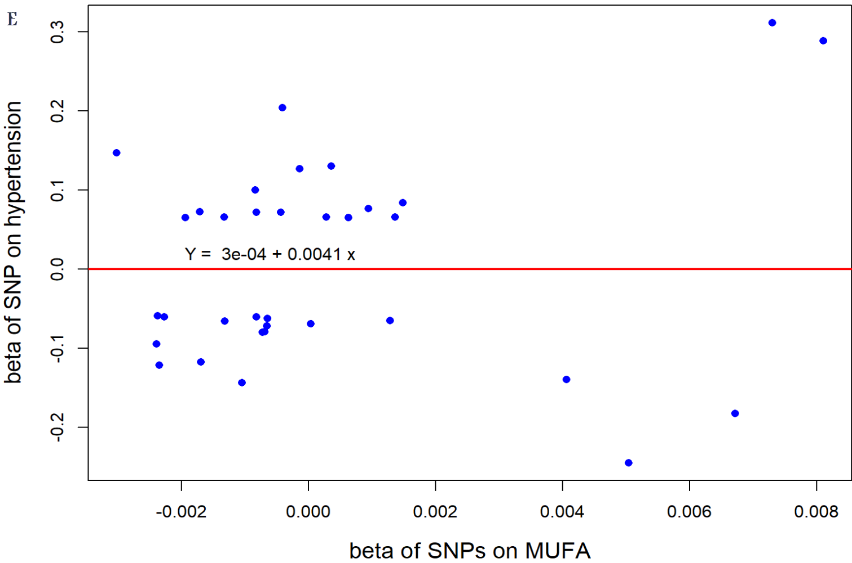 E
beta of SNP on hypertension
0.3
0.2
0.1
0.0
-0.1
-0.2
Y =  3e-04 + 0.0041 x
-0.002 0.000 0.002 0.004 0.006 0.008
beta of SNPs on MUFA